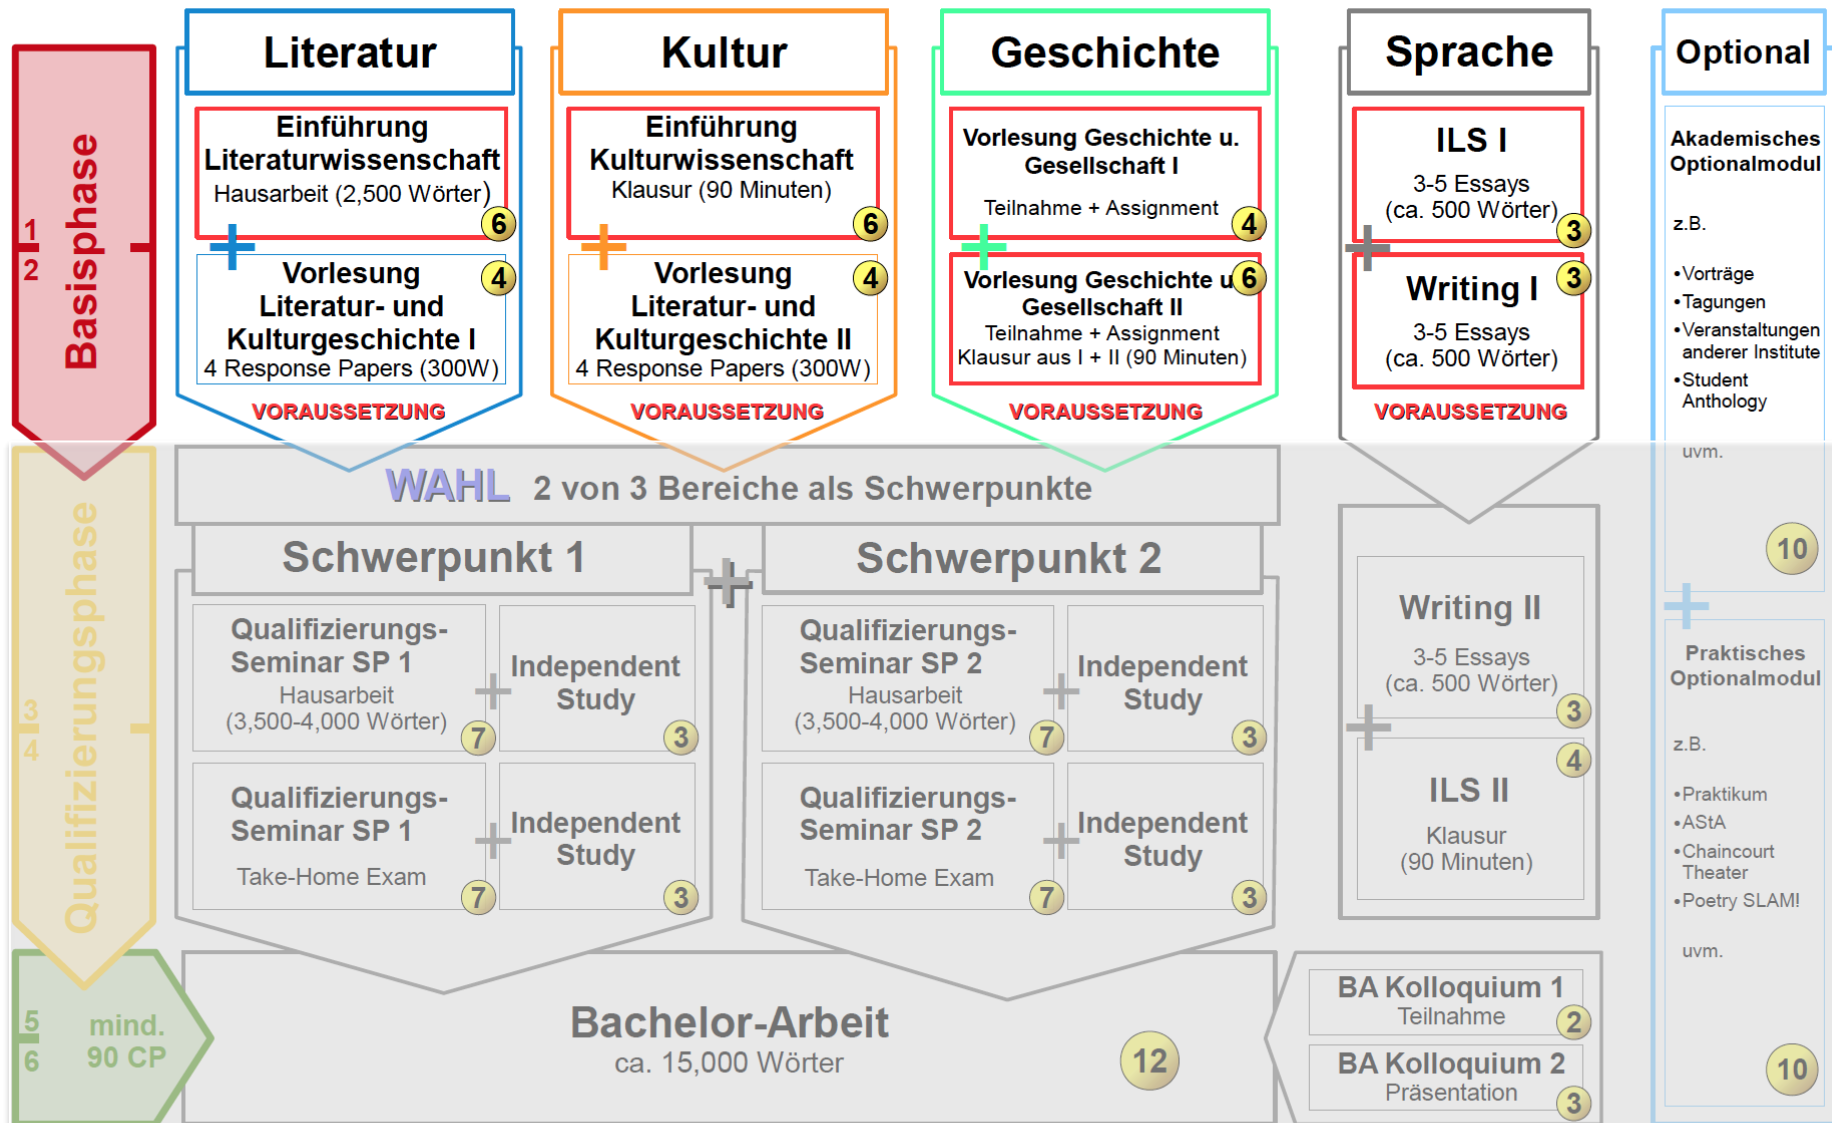 Literatur
Kultur
Geschichte
Sprache
Optional
Basisphase
1
2
Einführung
Literaturwissenschaft
Hausarbeit (2,500 Wörter)
6
Vorlesung
Literatur- und
Kulturgeschichte I
4 Response Papers (300W)
4
VORAUSSETZUNG
Einführung
Kulturwissenschaft
Klausur (90 Minuten)
6
Vorlesung
Literatur- und
Kulturgeschichte II
4 Response Papers (300W)
4
VORAUSSETZUNG
Vorlesung Geschichte u.
Gesellschaft I
Teilnahme + Assignment
4
Vorlesung Geschichte u
Gesellschaft II
Teilnahme + Assignment
Klausur aus I + II (90 Minuten)
6
VORAUSSETZUNG
ILS I
3-5 Essays
(ca. 500 Wörter)
3
Writing I
3-5 Essays
(ca. 500 Wörter)
3
VORAUSSETZUNG
Akademisches
Optionalmodul
z.B.
•Vorträge
•Tagungen
•Veranstaltungen
anderer Institute
•Student
Anthology
uvm.
10
Qualifizierungsphase
3
4
WAHL 2 von 3 Bereiche als Schwerpunkte
Schwerpunkt 1
Qualifizierungs-
Seminar SP 1
Hausarbeit
(3,500-4,000 Wörter)
7
Independent
Study
3
Qualifizierungs-
Seminar SP 1
Take-Home Exam
7
Independent
Study
3
Schwerpunkt 2
Qualifizierungs-
Seminar SP 2
Hausarbeit
(3,500-4,000 Wörter)
7
Independent
Study
3
Qualifizierungs-
Seminar SP 2
Take-Home Exam
7
Independent
Study
3
Writing II
3-5 Essays
(ca. 500 Wörter)
3
ILS II
Klausur
(90 Minuten)
4
Praktisches
Optionalmodul
z.B.
•Praktikum
•AStA
•Chaincourt
Theater
•Poetry SLAM!
uvm.
10
5
6
mind.
90 CP
Bachelor-Arbeit
ca. 15,000 Wörter
12
BA Kolloquium 1
Teilnahme
2
BA Kolloquium 2
Präsentation
3